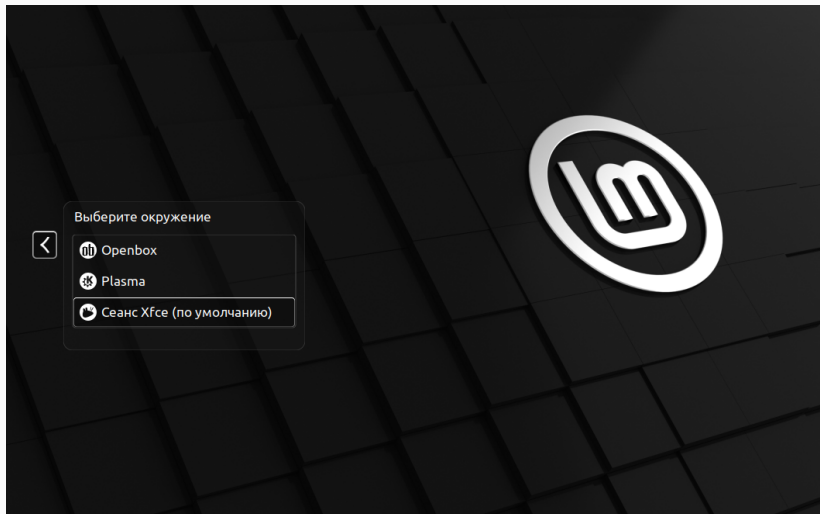 Выберите окружение
Openbox
Plasma
Сеанс Xfce (по умолчанию)